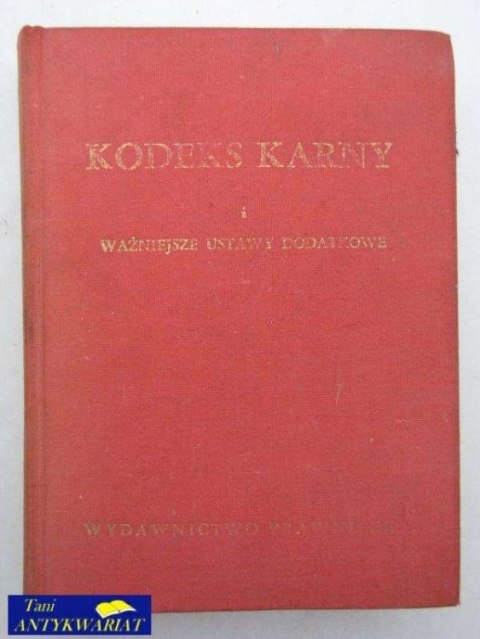 KODEKS KARNY
i
WAŻNIEJSZE USTAWY DODATKOWE
WYDAWNICTWO PRAWNICZE
Tani
ANTYKWARIAT